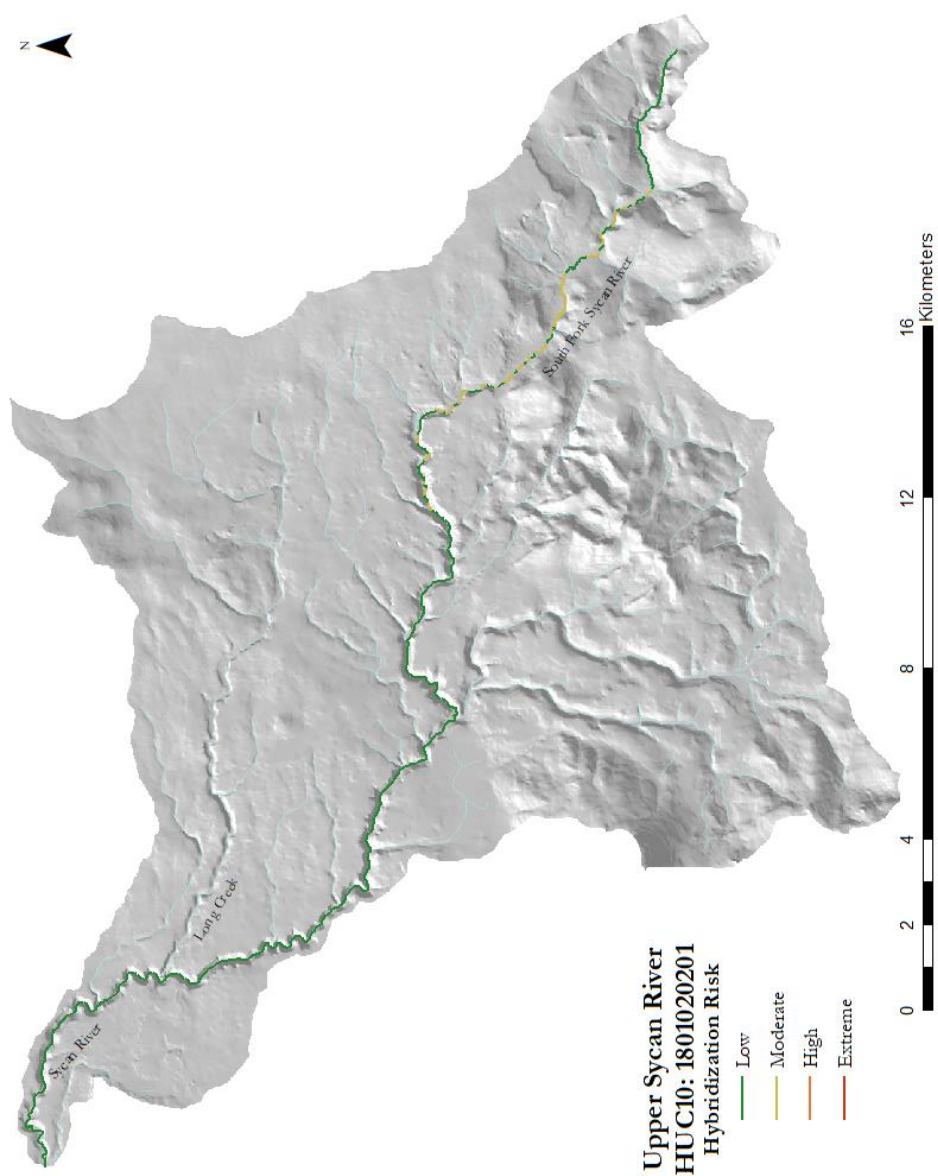 N
Sycan River
Long Creek
South Fork Sycan River
Upper Sycan River
HUC10: 1801020201
Hybridization Risk
Low
Moderate
High
Extreme
0 2 4 8 12 16
Kilometers